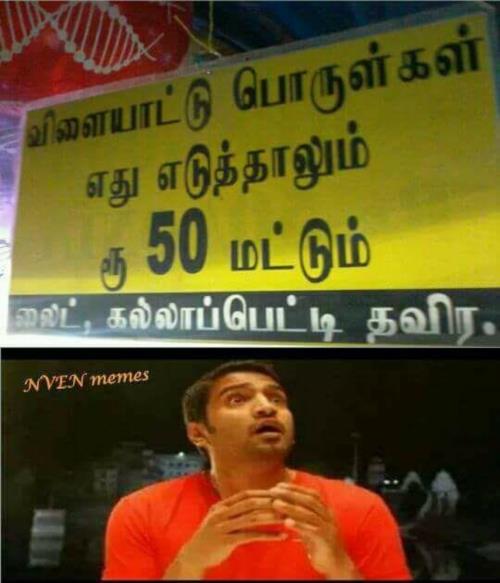 விளையாட்டு பொருள்கள்
எது எடுத்தாலும்
ரூ 50 மட்டும்
லைட், கல்லாப்பெட்டி தவிர.
NVEN memes